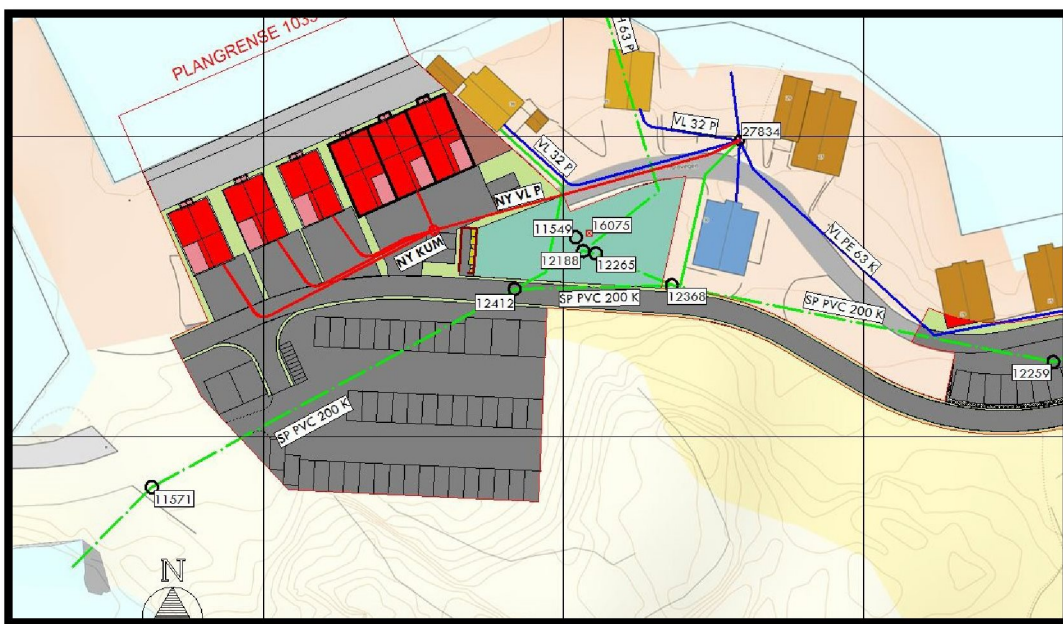 PLANGRENSE 1033
63 P
VL 32 P
27834
VL 32 P
NY VL P
16075
11549
NY KUM
12188
12265
VL PE 63 K
12412
SP PVC 200 K
12368
SP PVC 200 K
12259
SP PVC 200 K
11571
N